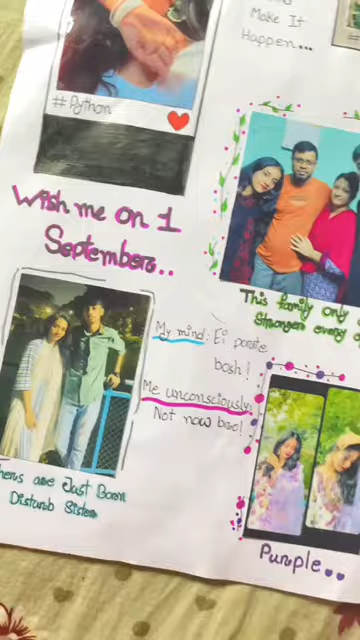 Make It
Happen...
#Python
Wish me on 1
September..
This family only
Stronger every
My mind: Ei porate
bosh!
Me unconsciously:
Not now bro!
Just Born
Disturb Sister
Purple..